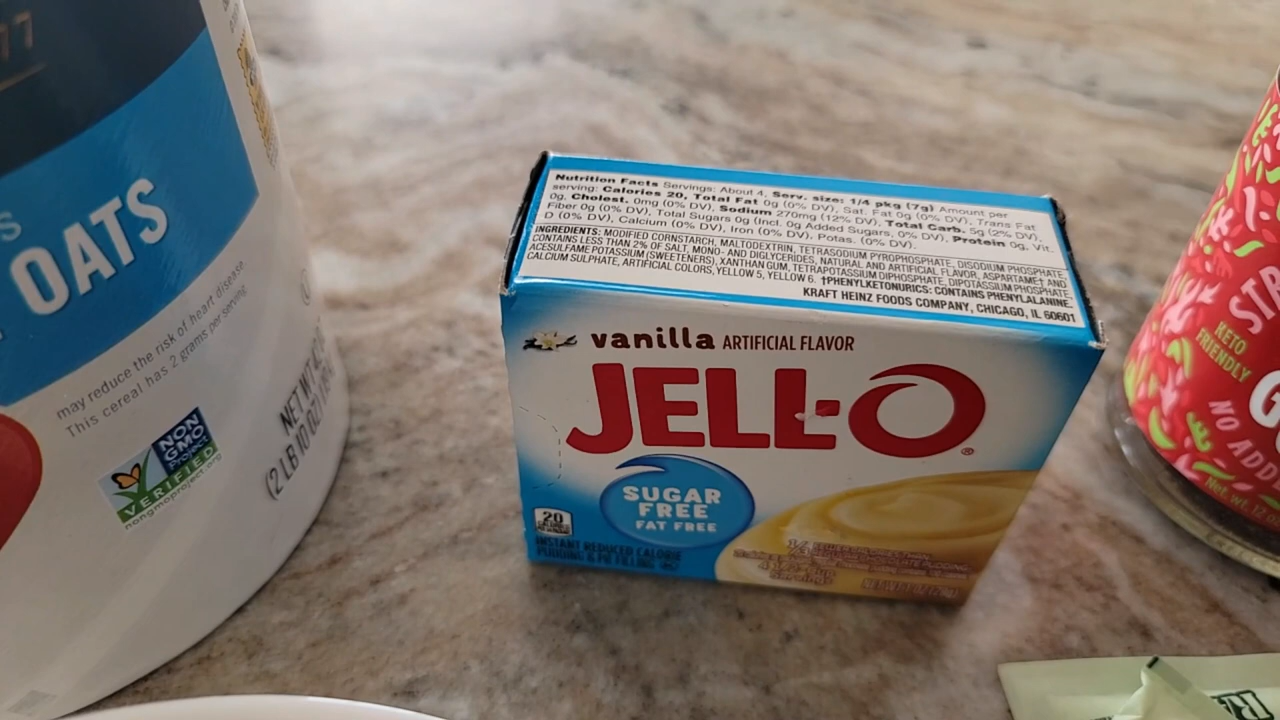 77
S
OATS
may reduce the risk of heart disease.
This cereal has 2 grams per serving.
NON
GMO
Project
VERIFIED
nongmoproject.org
NET WT
(2 LB 10 OZ)
Nutrition Facts Servings: About 4, Serv. size: 1/4 pkg (7g) Amount per
serving: Calories 20, Total Fat 0g (0% DV), Sat. Fat 0g (0% DV), Trans Fat
0g, Cholest. 0mg (0% DV), Sodium 270mg (12% DV), Total Carb. 5g (2% DV),
Fiber 0g (0% DV), Total Sugars 0g (Incl. 0g Added Sugars, 0% DV), Protein 0g, Vit.
D (0% DV), Calcium (0% DV), Iron (0% DV), Potas. (0% DV).
INGREDIENTS: MODIFIED CORNSTARCH, MALTODEXTRIN, TETRASODIUM PYROPHOSPHATE, DISODIUM PHOSPHATE,
CONTAINS LESS THAN 2% OF SALT, MONO- AND DIGLYCERIDES, NATURAL AND ARTIFICIAL FLAVOR, ASPARTAME† AND
ACESULFAME POTASSIUM (SWEETENERS), XANTHAN GUM, TETRAPOTASSIUM DIPHOSPHATE, DIPOTASSIUM PHOSPHATE,
CALCIUM SULPHATE, ARTIFICIAL COLORS, YELLOW 5, YELLOW 6. †PHENYLKETONURICS: CONTAINS PHENYLALANINE.
KRAFT HEINZ FOODS COMPANY, CHICAGO, IL 60601
vanilla ARTIFICIAL FLAVOR
JELL-O®
SUGAR
FREE
FAT FREE
20
INSTANT REDUCED CALORIE
PUDDING & PIE FILLING
NET WT 1 OZ
KETO
FRIENDLY
NO
Net wt. 12